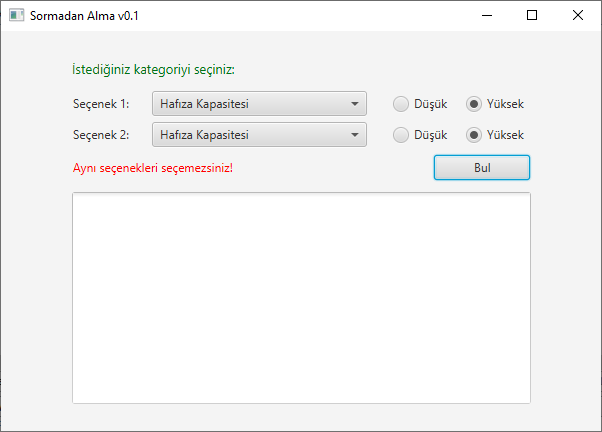 Sormadan Alma v0.1
İstediğiniz kategoriyi seçiniz:
Seçenek 1: Hafıza Kapasitesi Düşük Yüksek
Seçenek 2: Hafıza Kapasitesi Düşük Yüksek
Aynı seçenekleri seçemezsiniz! Bul